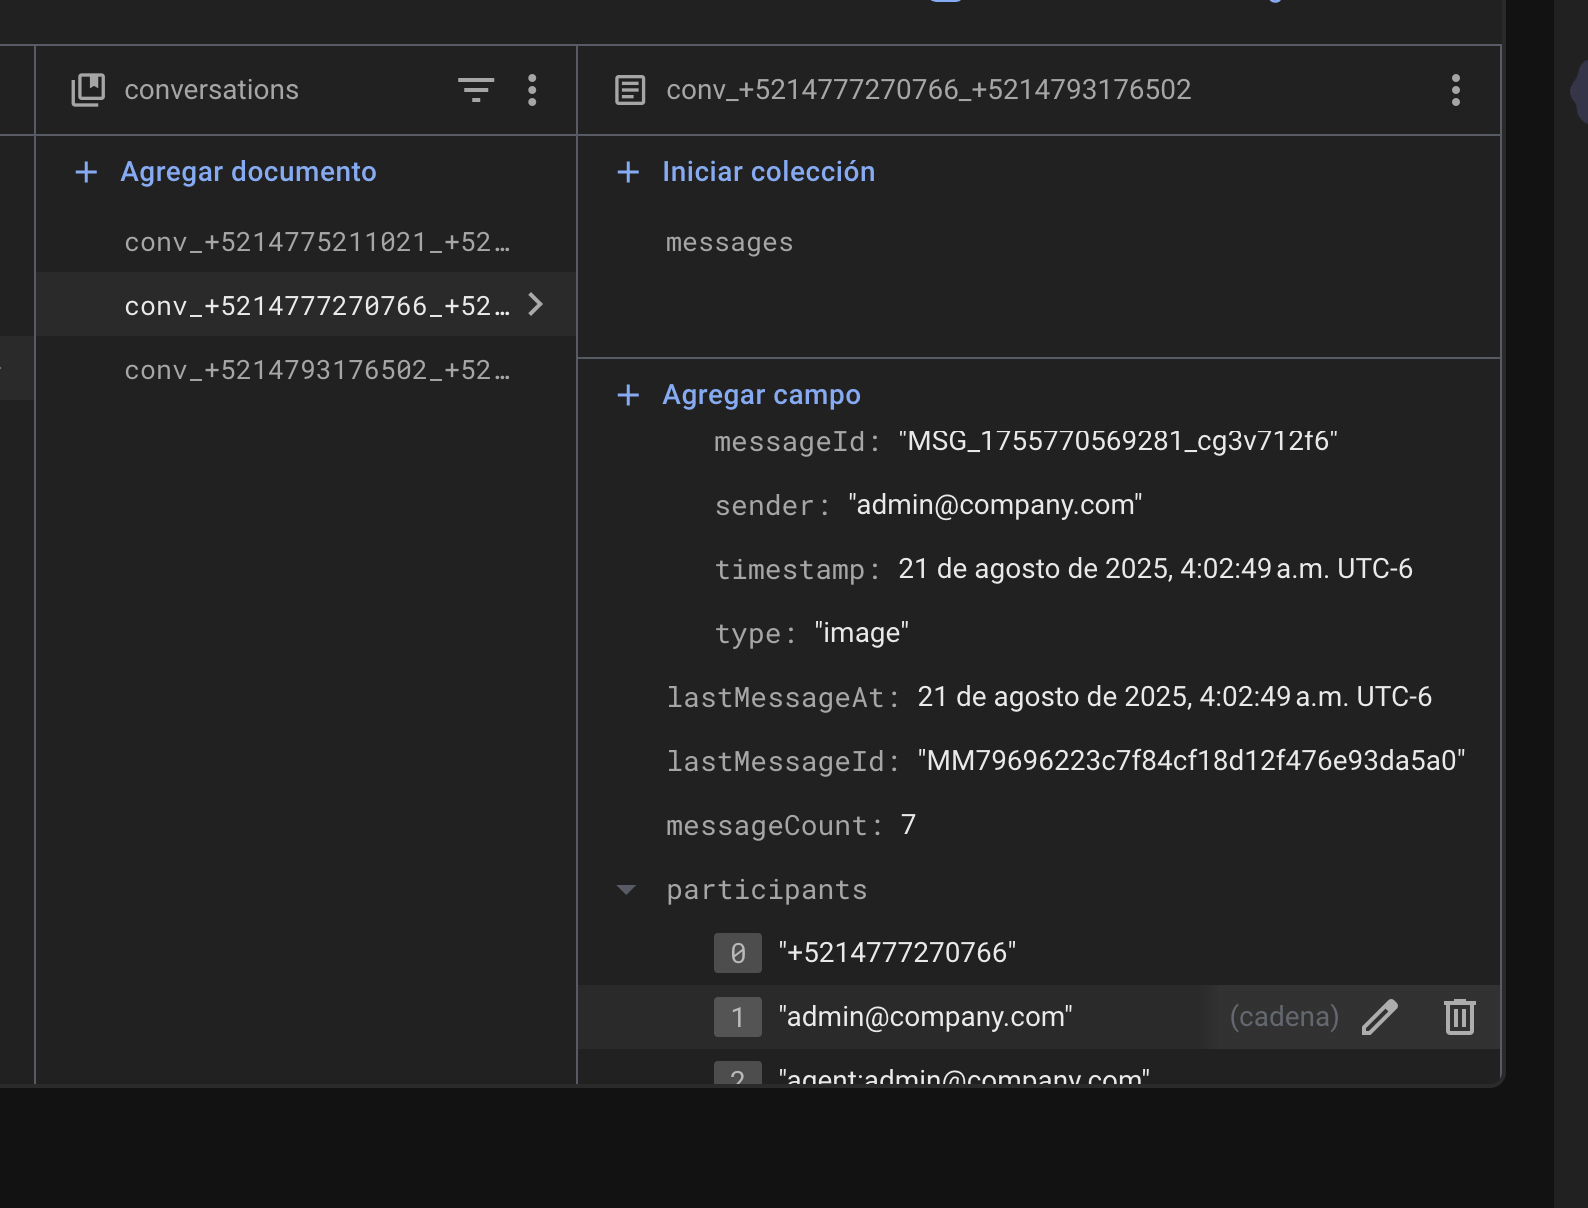 conversations
Agregar documento
conv_+5214775211021_+52…
conv_+5214777270766_+52…
conv_+5214793176502_+52…
conv_+5214777270766_+5214793176502
Iniciar colección
messages
Agregar campo
messageId: "MSG_1755770569281_cg3v712f6"
sender: "admin@company.com"
timestamp: 21 de agosto de 2025, 4:02:49 a.m. UTC-6
type: "image"
lastMessageAt: 21 de agosto de 2025, 4:02:49 a.m. UTC-6
lastMessageId: "MM79696223c7f84cf18d12f476e93da5a0"
messageCount: 7
participants
0 "+5214777270766"
1 "admin@company.com" (cadena)
2 "agent:admin@company.com"